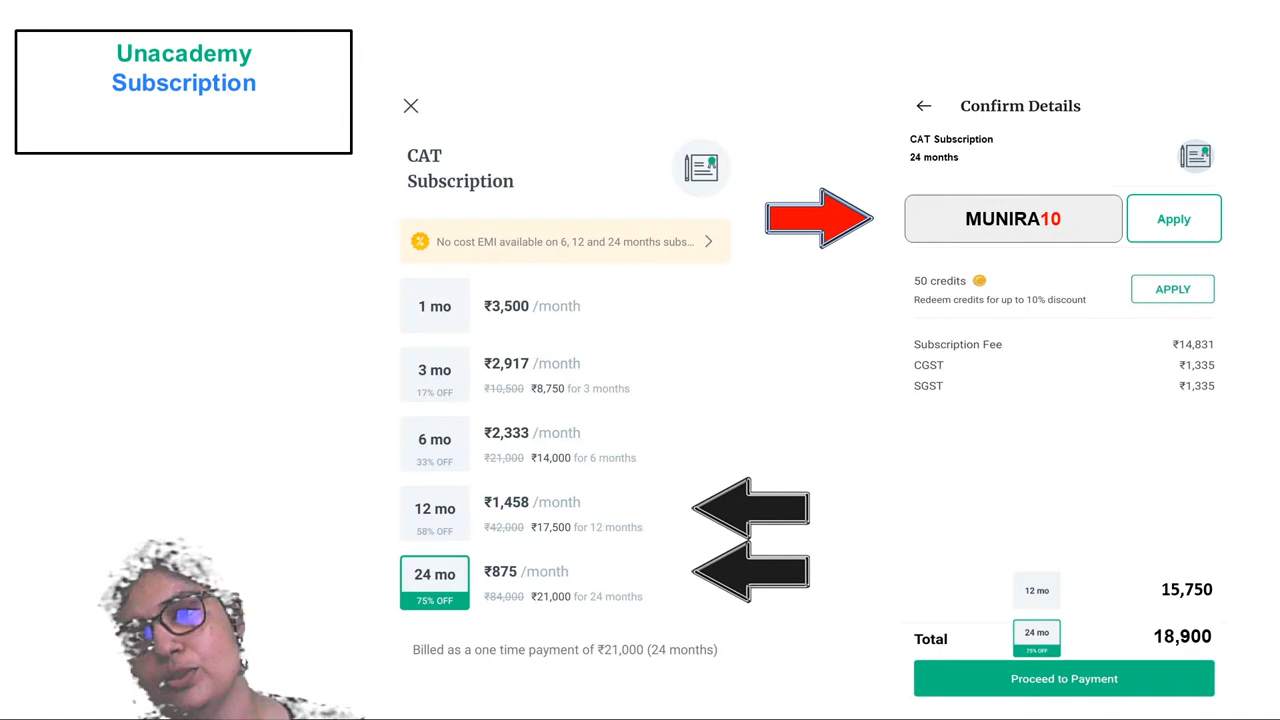 Unacademy
Subscription
CAT
Subscription
No cost EMI available on 6, 12 and 24 months subs...
1 mo
₹3,500 /month
3 mo
17% OFF
₹2,917 /month
₹10,500 ₹8,750 for 3 months
6 mo
33% OFF
₹2,333 /month
₹21,000 ₹14,000 for 6 months
12 mo
58% OFF
₹1,458 /month
₹42,000 ₹17,500 for 12 months
24 mo
75% OFF
₹875 /month
₹84,000 ₹21,000 for 24 months
Billed as a one time payment of ₹21,000 (24 months)
Confirm Details
CAT Subscription
24 months
MUNIRA10
Apply
50 credits
Redeem credits for up to 10% discount
APPLY
Subscription Fee ₹14,831
CGST ₹1,335
SGST ₹1,335
12 mo 15,750
Total 24 mo 18,900
75% OFF
Proceed to Payment